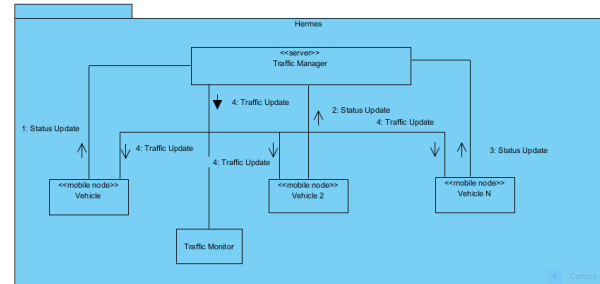 Hermes
<<server>>
Traffic Manager
4: Traffic Update
2: Status Update
4: Traffic Update
1: Status Update
4: Traffic Update
3: Status Update
4: Traffic Update
<<mobile node>>
Vehicle
<<mobile node>>
Vehicle 2
<<mobile node>>
Vehicle N
Traffic Monitor